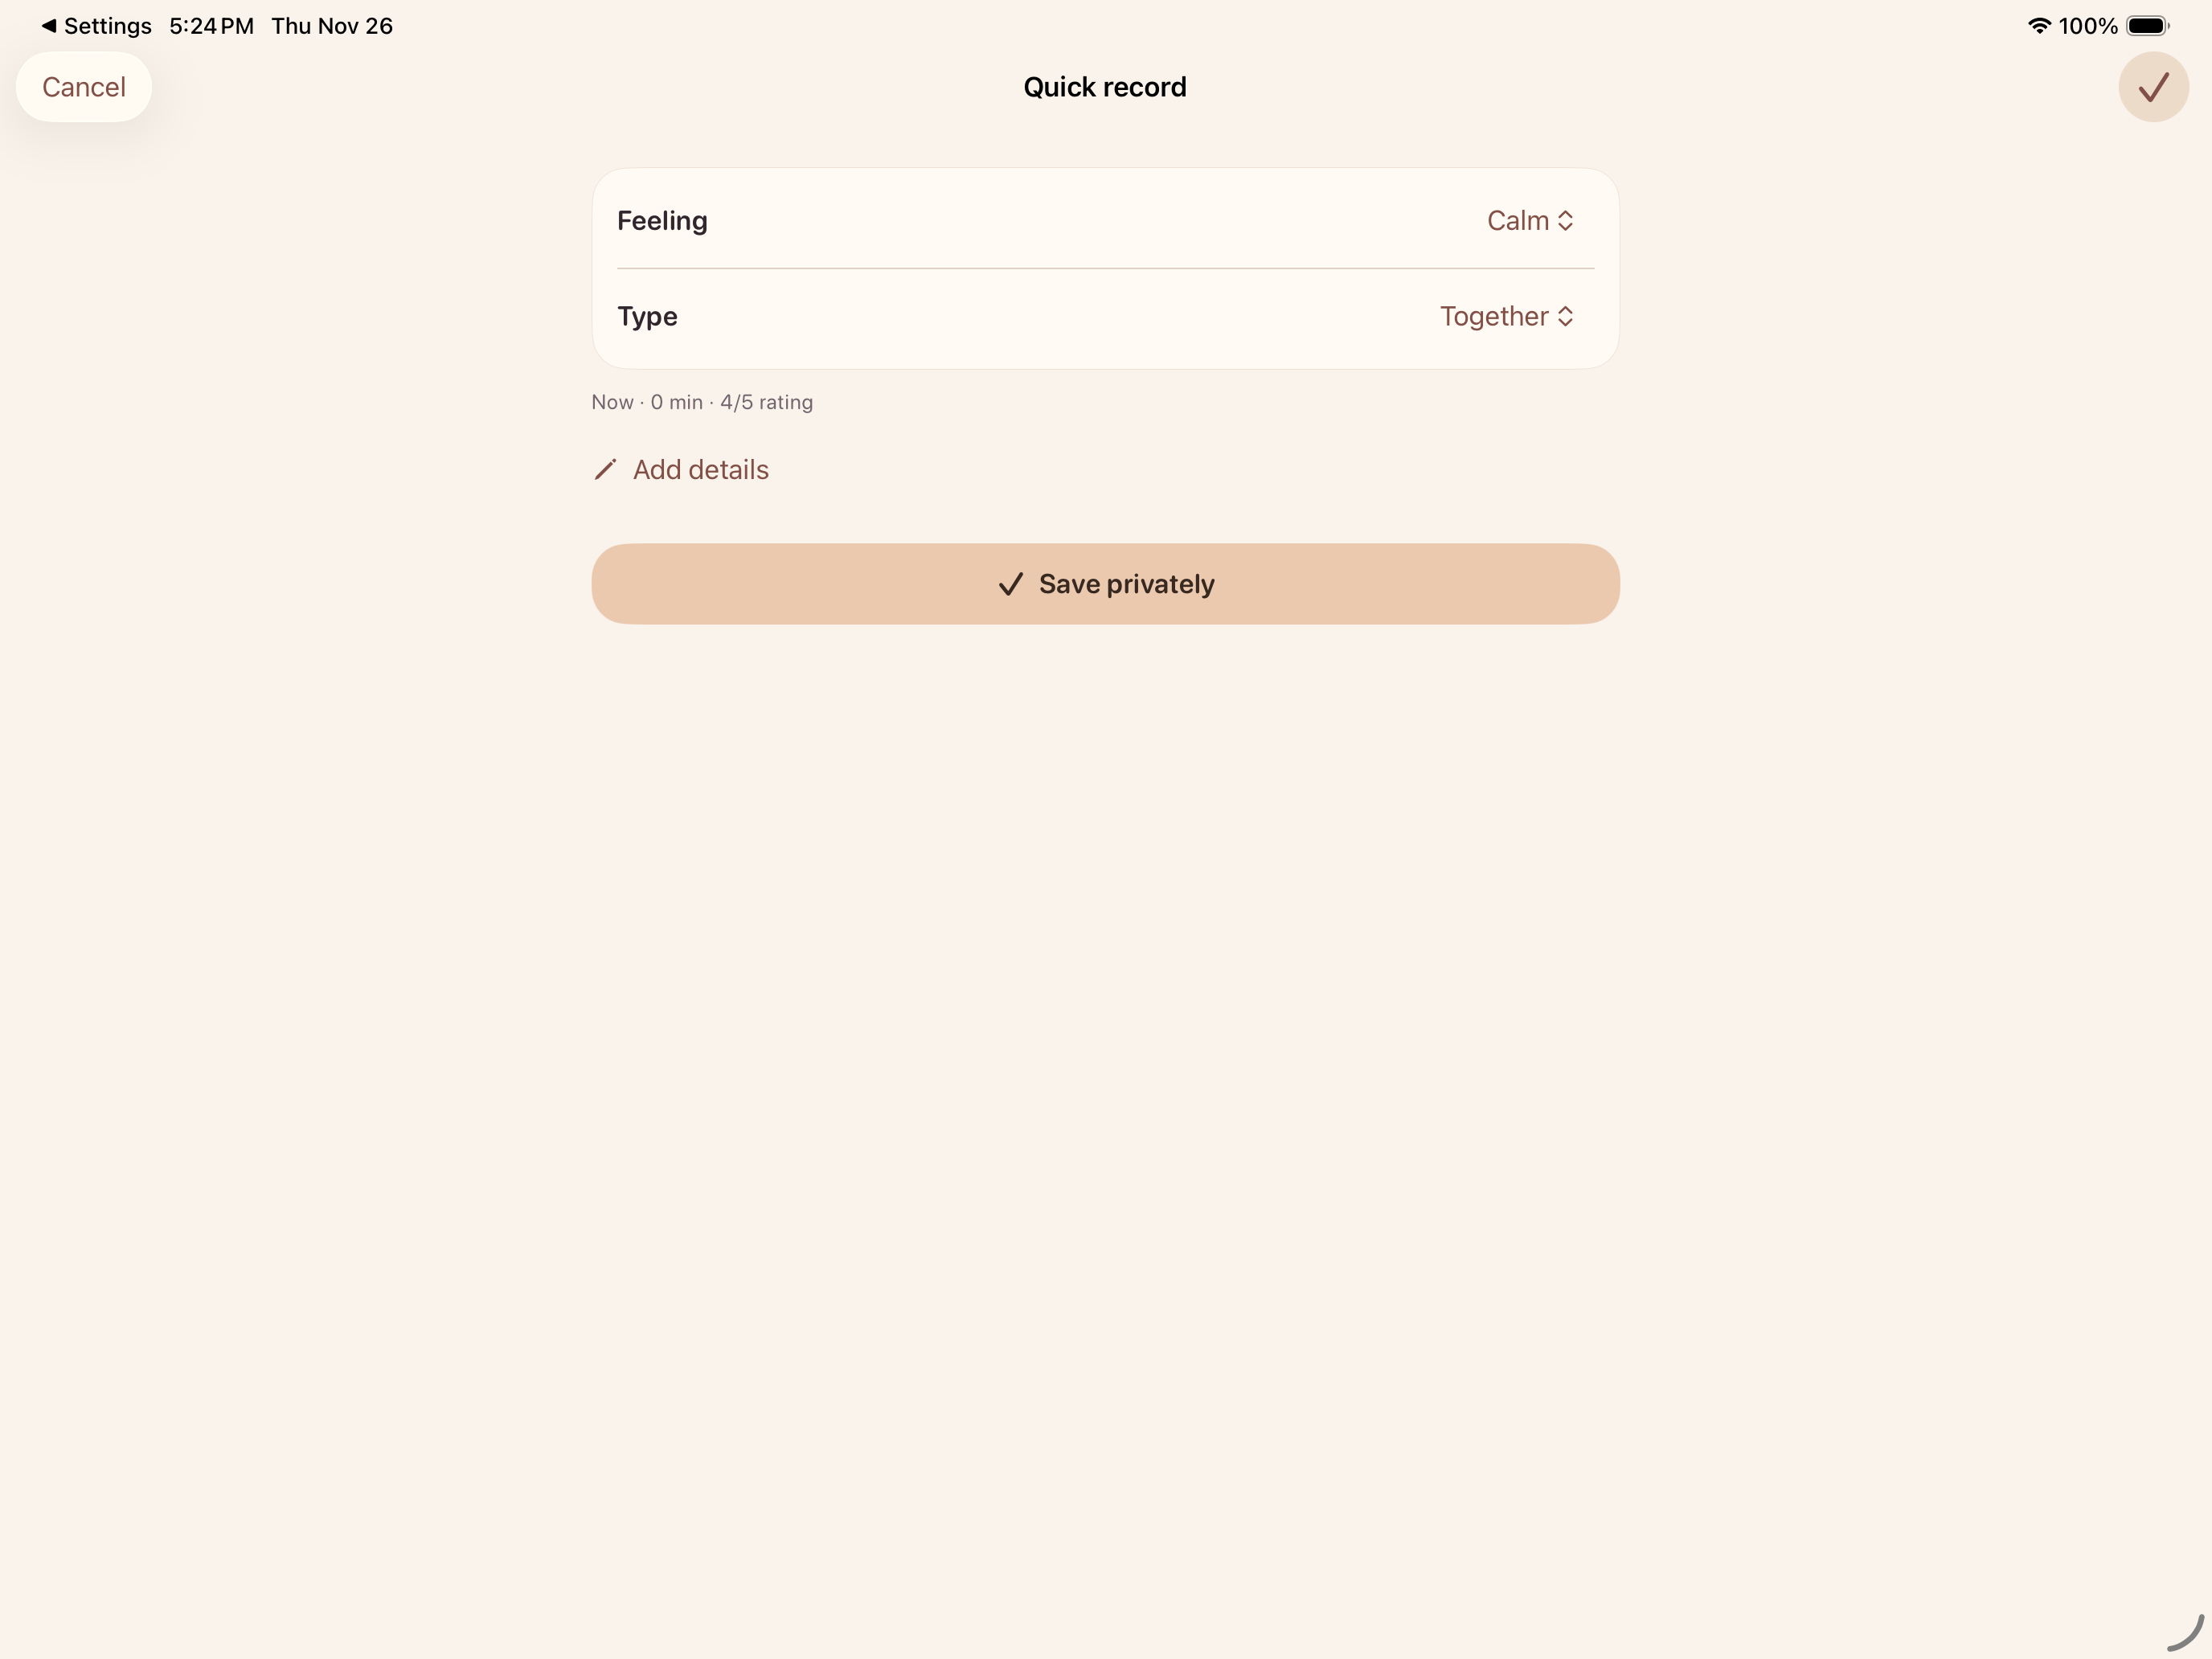 Settings 5:24 PM Thu Nov 26 100%
Cancel Quick record
Feeling Calm
Type Together
Now · 0 min · 4/5 rating
Add details
Save privately